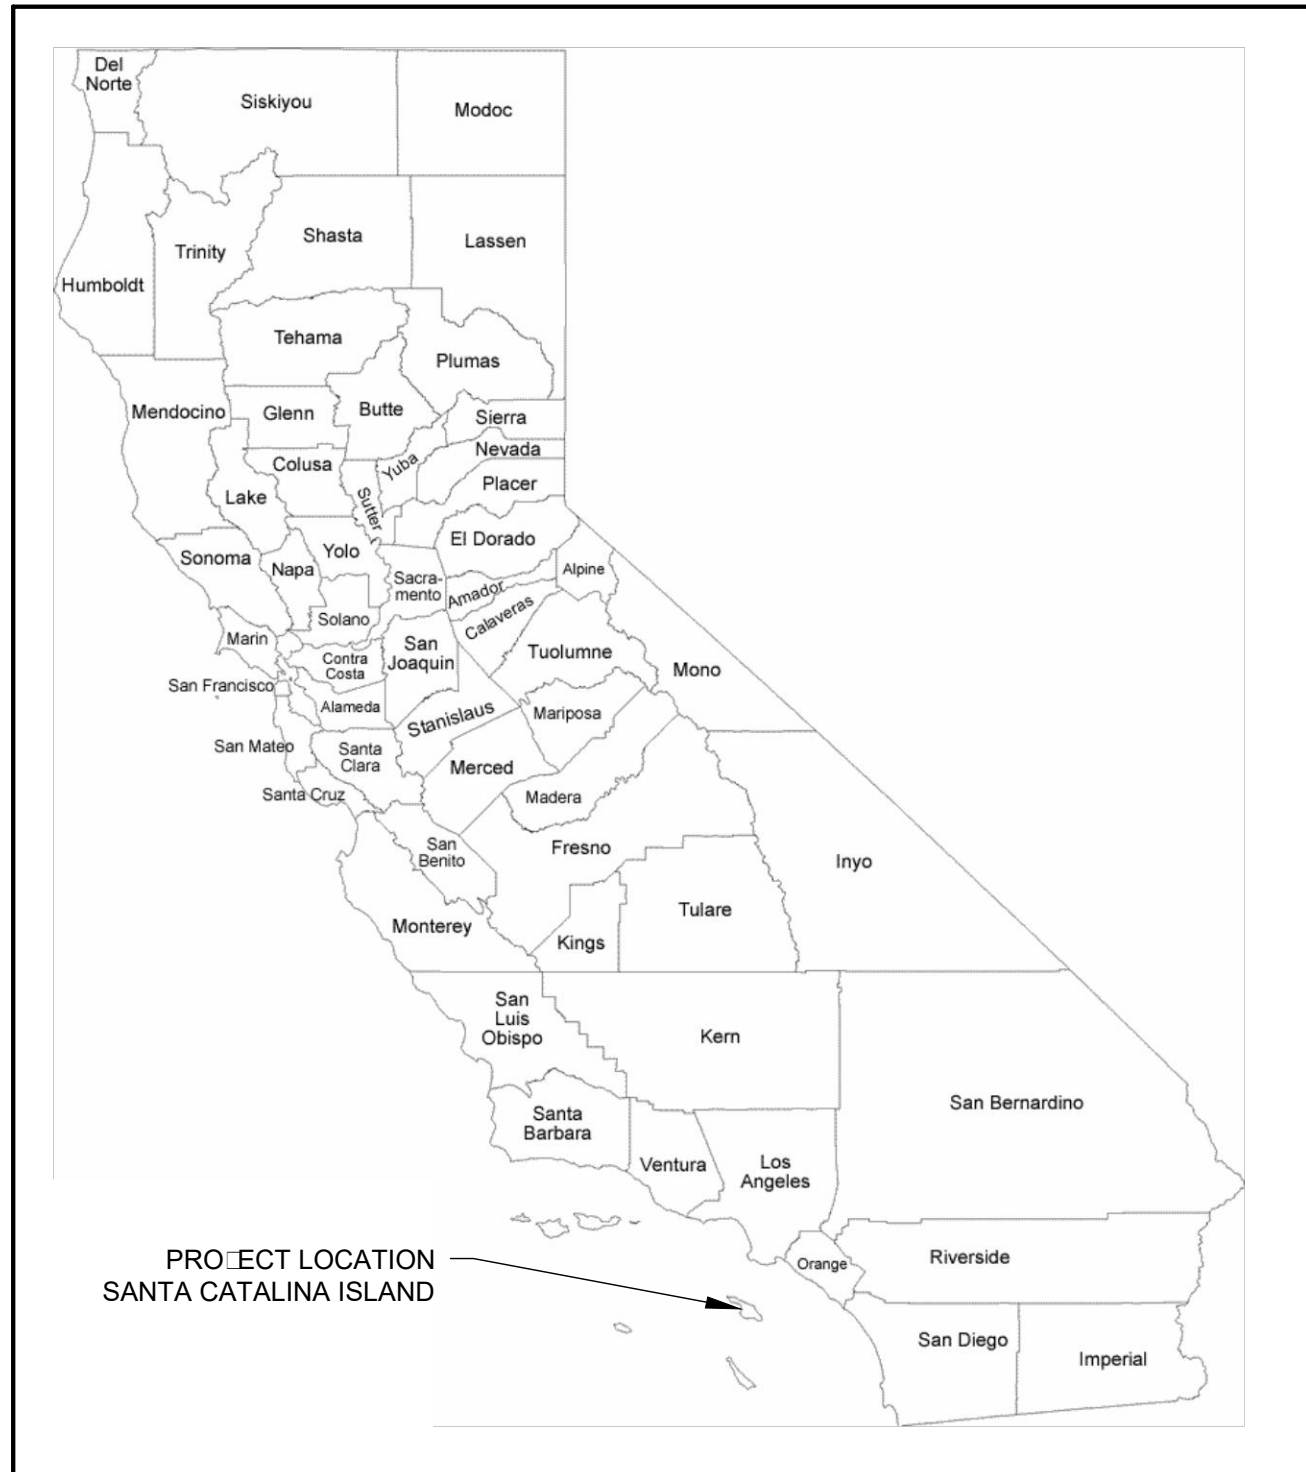 Del
Norte
Siskiyou
Modoc
Shasta
Lassen
Trinity
Humboldt
Tehama
Plumas
Mendocino
Glenn
Butte
Sierra
Nevada
Colusa
Yuba
Placer
Lake
Sutter
El Dorado
Sonoma
Yolo
Napa
Alpine
Sacra-
mento
Amador
Solano
Calaveras
Marin
San
Joaquin
Tuolumne
Contra
Costa
Mono
San Francisco
Alameda
Stanislaus
Mariposa
San Mateo
Santa
Clara
Merced
Santa Cruz
Madera
San
Benito
Fresno
Inyo
Tulare
Monterey
Kings
San
Luis
Obispo
Kern
San Bernardino
Santa
Barbara
Ventura
Los
Angeles
PRO□ECT LOCATION
SANTA CATALINA ISLAND
Orange
Riverside
San Diego
Imperial